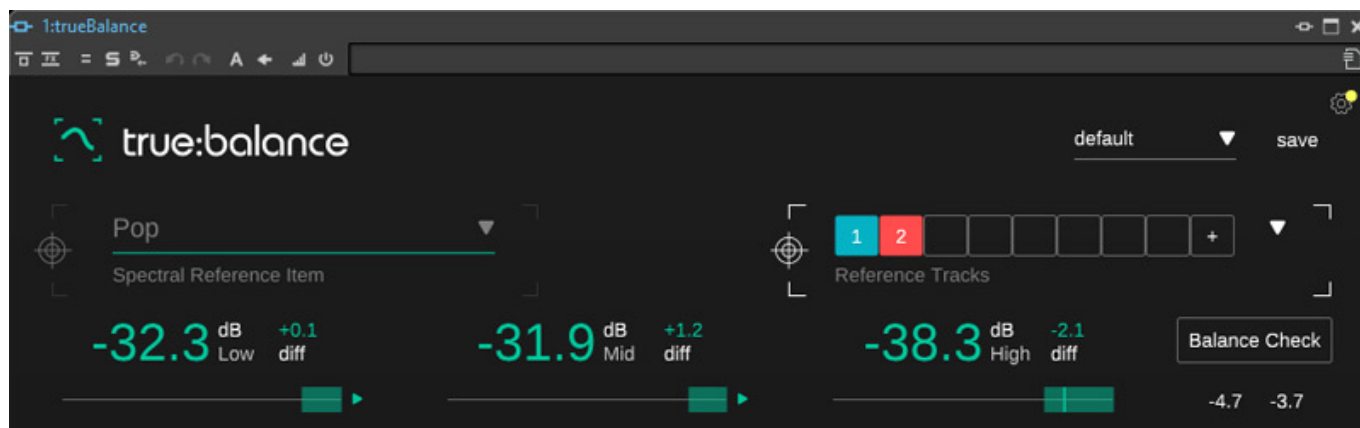 1:trueBalance
FX = S A
true:balance
default save
Pop
1 2 +
Spectral Reference Item
Reference Tracks
-32.3 dB Low +0.1 diff
-31.9 dB Mid +1.2 diff
-38.3 dB High -2.1 diff
Balance Check
-4.7 -3.7